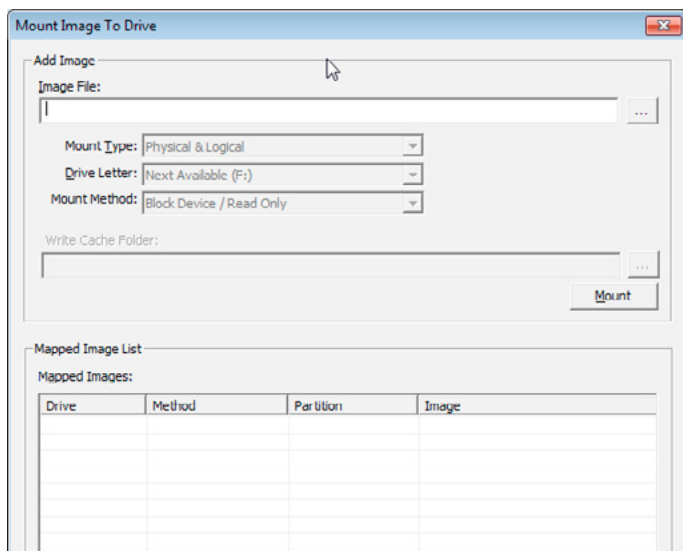 Mount Image To Drive
Add Image
Image File:
...
Mount Type: Physical & Logical
Drive Letter: Next Available (F:)
Mount Method: Block Device / Read Only
Write Cache Folder:
...
Mount
Mapped Image List
Mapped Images:
Drive Method Partition Image